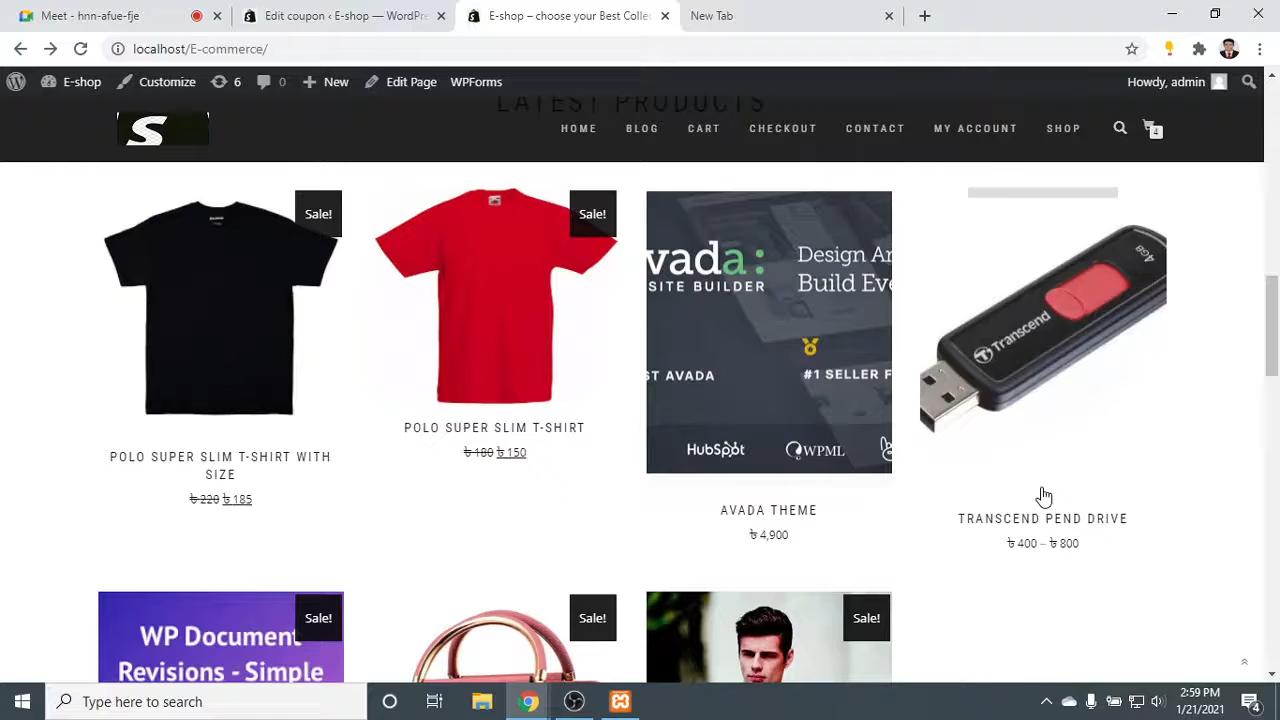 Meet - hnn-afue-fje
Edit coupon ‹ E-shop — WordPre
E-shop – choose your Best Collec
New Tab
localhost/E-commerce/
E-shop
Customize
6
0
New
Edit Page
WPForms
Howdy, admin
LATEST PRODUCTS
S
HOME
BLOG
CART
CHECKOUT
CONTACT
MY ACCOUNT
SHOP
4
Sale!
Sale!
vada:
SITE BUILDER
Design An
Build Eve
ST AVADA
#1 SELLER F
HubSpot
WPML
4GB
Transcend
POLO SUPER SLIM T-SHIRT WITH
SIZE
৳ 220 ৳ 185
POLO SUPER SLIM T-SHIRT
৳ 180 ৳ 150
AVADA THEME
৳ 4,900
TRANSCEND PEND DRIVE
৳ 400 – ৳ 800
Sale!
WP Document
Revisions - Simple
Sale!
Sale!
Type here to search
2:59 PM
1/21/2021
4